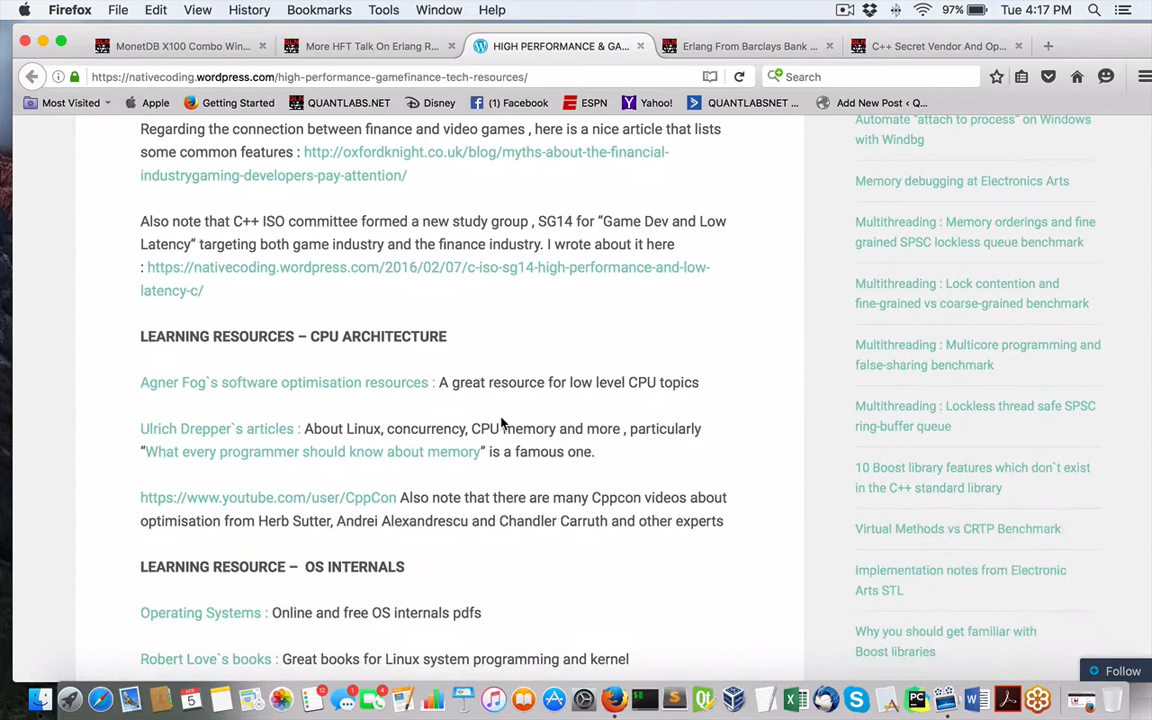 Firefox File Edit View History Bookmarks Tools Window Help 97% Tue 4:17 PM
MonetDB X100 Combo Win... × More HFT Talk On Erlang R... × HIGH PERFORMANCE & GA... × Erlang From Barclays Bank ... × C++ Secret Vendor And Op... × +
https://nativecoding.wordpress.com/high-performance-gamefinance-tech-resources/ Search
Most Visited Apple Getting Started QUANTLABS.NET Disney (1) Facebook ESPN Yahoo! QUANTLABSNET ... Add New Post ‹ Q...
Regarding the connection between finance and video games , here is a nice article that lists
some common features : http://oxfordknight.co.uk/blog/myths-about-the-financial-
industrygaming-developers-pay-attention/
Also note that C++ ISO committee formed a new study group , SG14 for “Game Dev and Low
Latency” targeting both game industry and the finance industry. I wrote about it here
: https://nativecoding.wordpress.com/2016/02/07/c-iso-sg14-high-performance-and-low-
latency-c/
LEARNING RESOURCES – CPU ARCHITECTURE
Agner Fog`s software optimisation resources : A great resource for low level CPU topics
Ulrich Drepper`s articles : About Linux, concurrency, CPU memory and more , particularly
“What every programmer should know about memory” is a famous one.
https://www.youtube.com/user/CppCon Also note that there are many Cppcon videos about
optimisation from Herb Sutter, Andrei Alexandrescu and Chandler Carruth and other experts
LEARNING RESOURCE – OS INTERNALS
Operating Systems : Online and free OS internals pdfs
Robert Love`s books : Great books for Linux system programming and kernel
Automate “attach to process” on Windows
with Windbg
Memory debugging at Electronics Arts
Multithreading : Memory orderings and fine
grained SPSC lockless queue benchmark
Multithreading : Lock contention and
fine-grained vs coarse-grained benchmark
Multithreading : Multicore programming and
false-sharing benchmark
Multithreading : Lockless thread safe SPSC
ring-buffer queue
10 Boost library features which don`t exist
in the C++ standard library
Virtual Methods vs CRTP Benchmark
Implementation notes from Electronic
Arts STL
Why you should get familiar with
Boost libraries
Follow